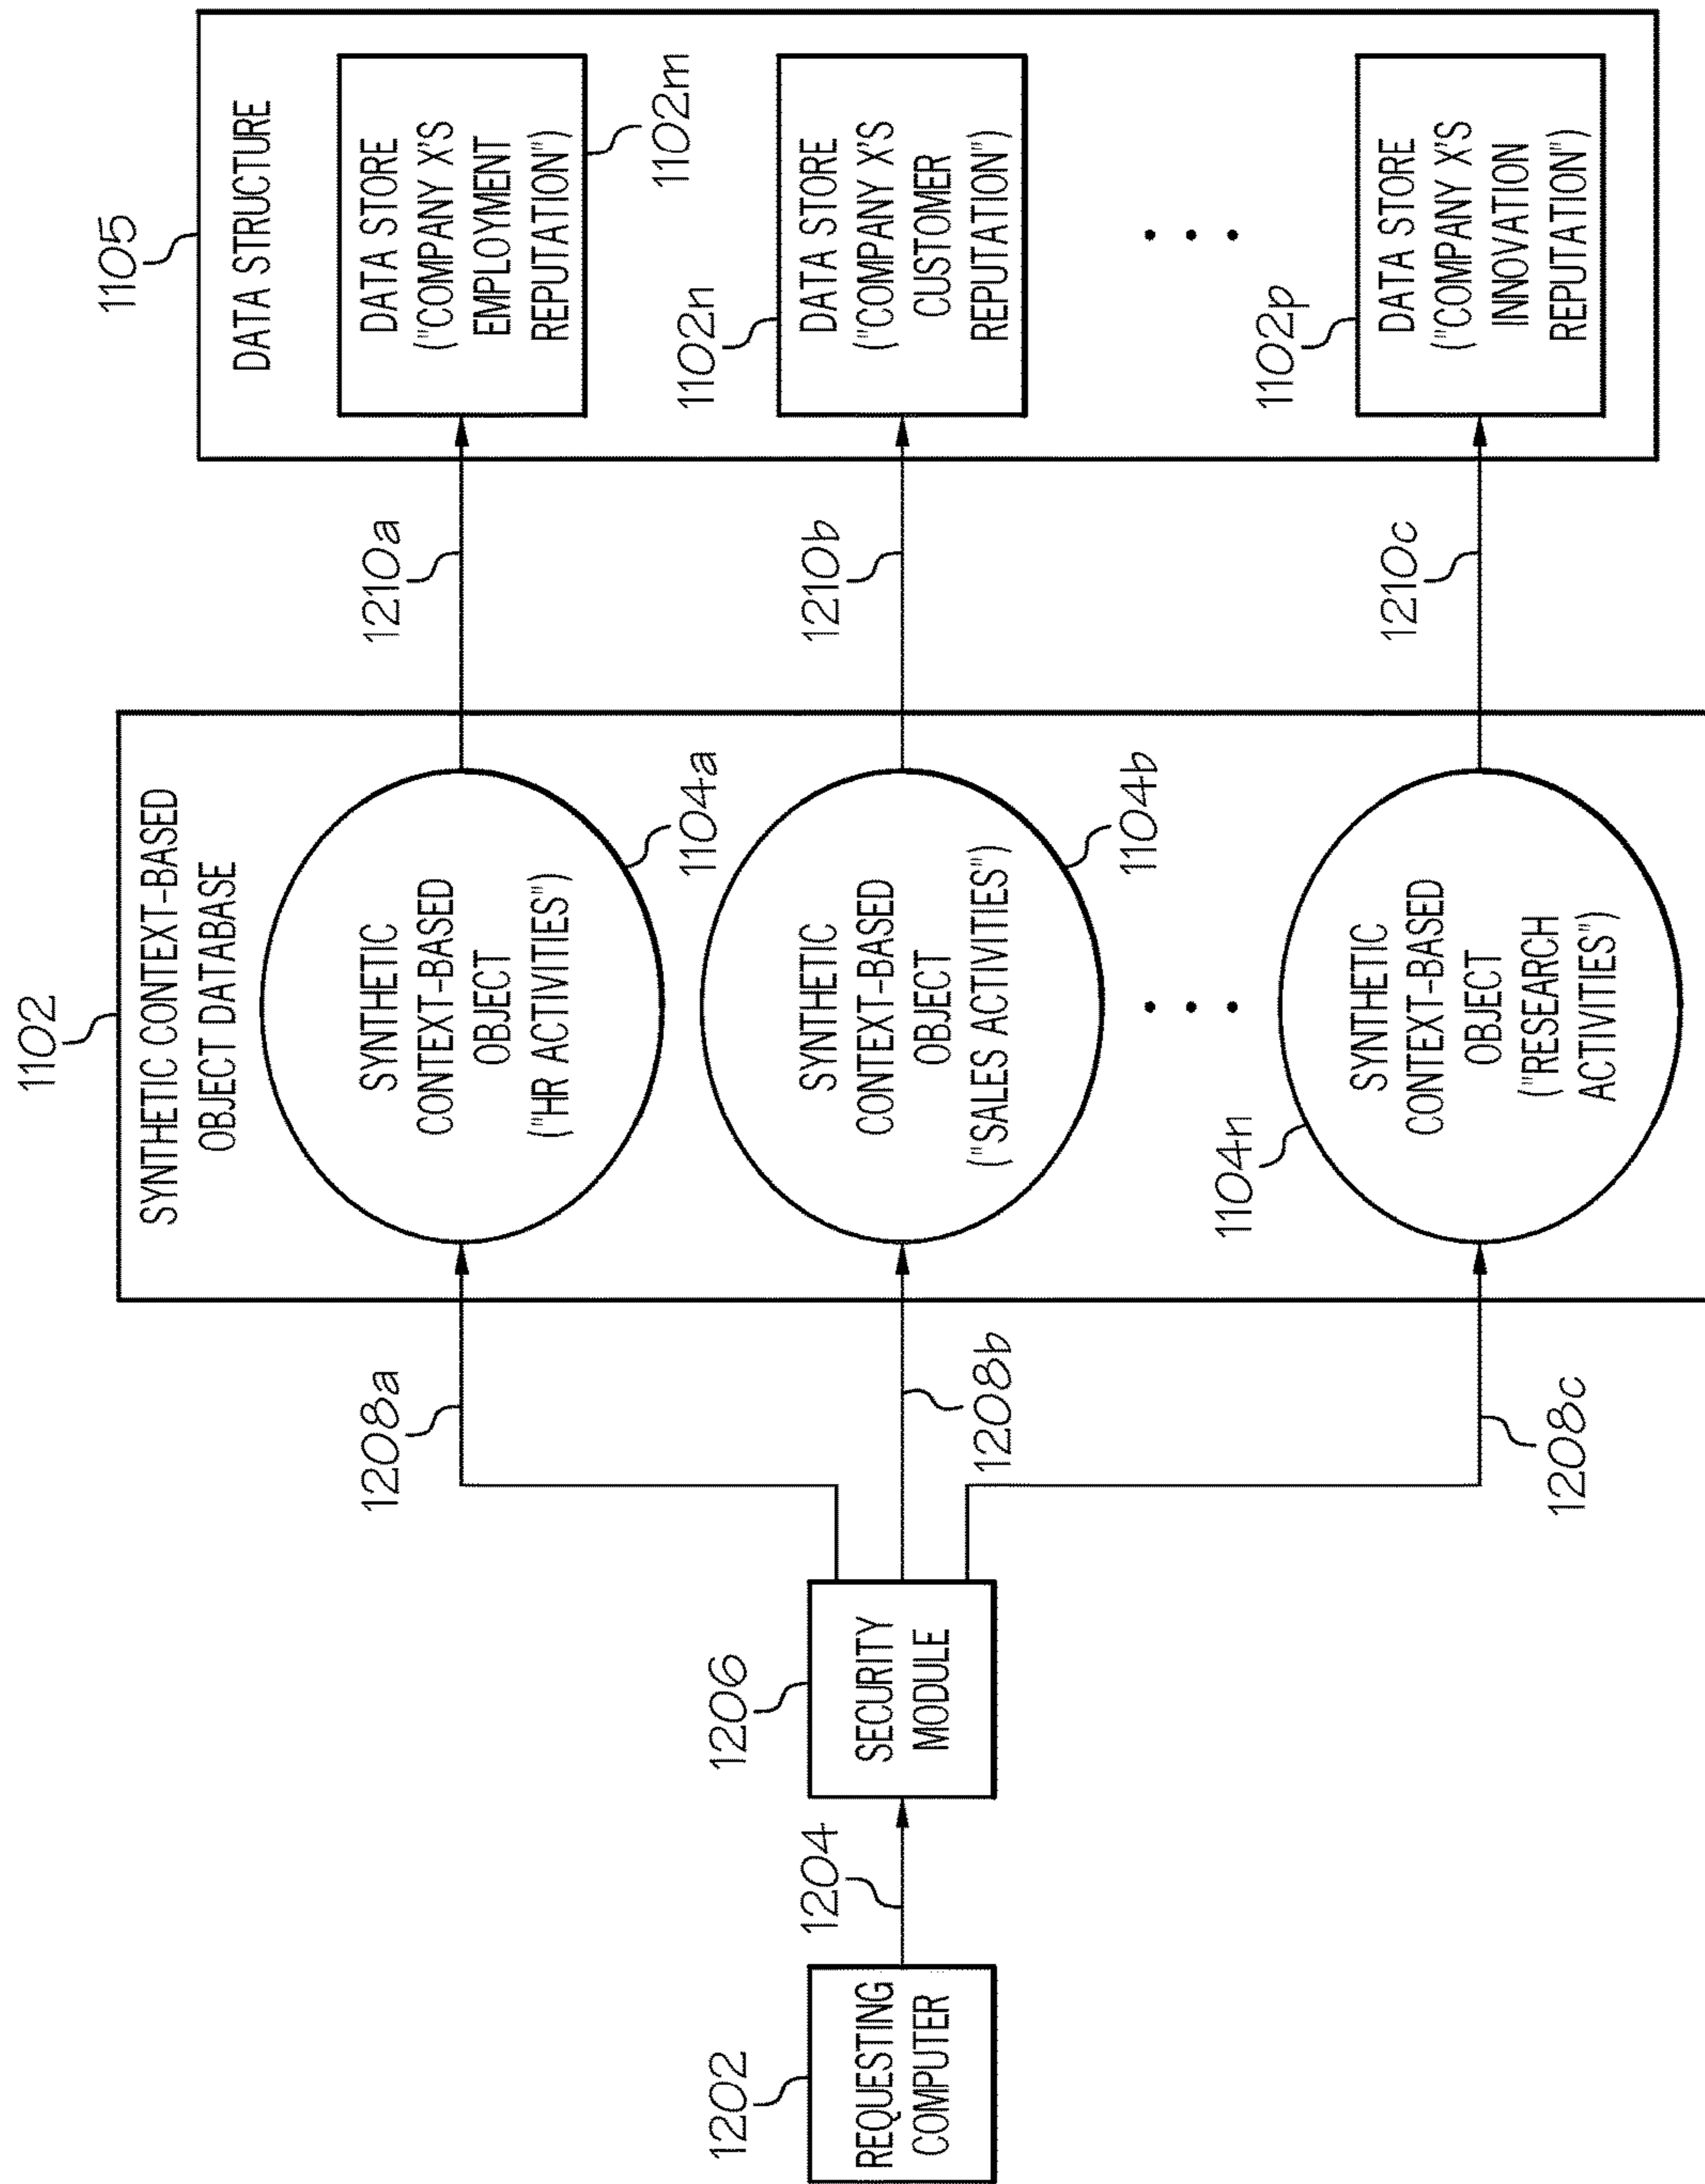 1202
REQUESTING
COMPUTER
1204
1206
SECURITY
MODULE
1208a
1208b
1208c
1102
SYNTHETIC CONTEXT-BASED
OBJECT DATABASE
SYNTHETIC
CONTEXT-BASED
OBJECT
("HR ACTIVITIES")
1104a
SYNTHETIC
CONTEXT-BASED
OBJECT
("SALES ACTIVITIES")
1104b
• • •
1104n
SYNTHETIC
CONTEXT-BASED
OBJECT
("RESEARCH
ACTIVITIES")
1210a
1210b
1210c
1105
DATA STRUCTURE
DATA STORE
("COMPANY X'S
EMPLOYMENT
REPUTATION")
1102m
1102n
DATA STORE
("COMPANY X'S
CUSTOMER
REPUTATION")
• • •
1102p
DATA STORE
("COMPANY X'S
INNOVATION
REPUTATION")